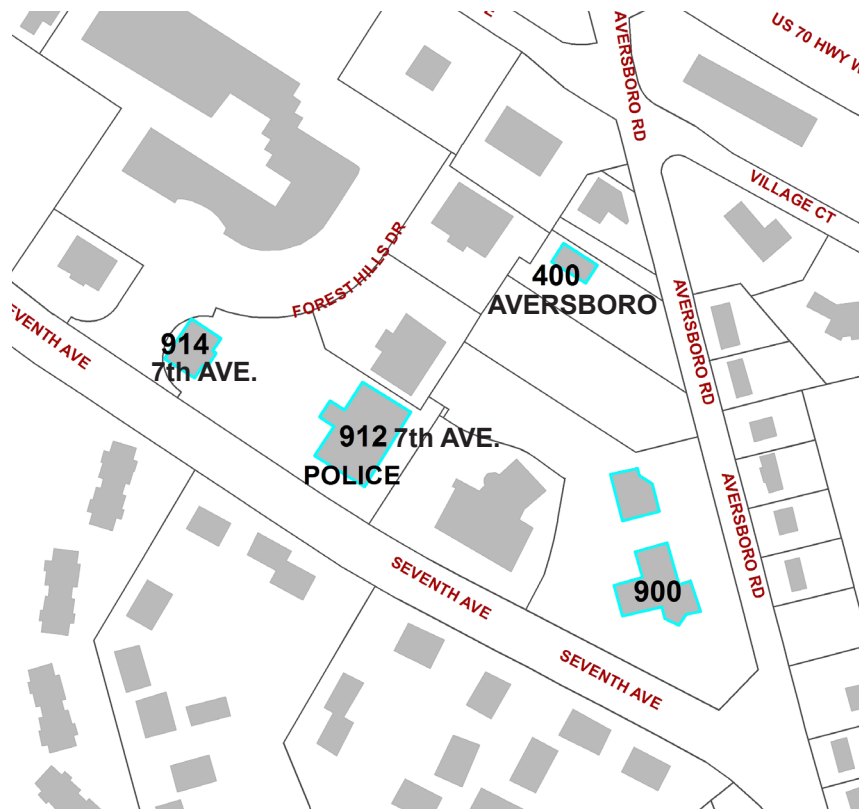 US 70 HWY W
AVERSBORO RD
VILLAGE CT
FOREST HILLS DR
400
AVERSBORO
AVERSBORO RD
SEVENTH AVE
914
7th AVE.
912 7th AVE.
POLICE
AVERSBORO RD
SEVENTH AVE
900
SEVENTH AVE